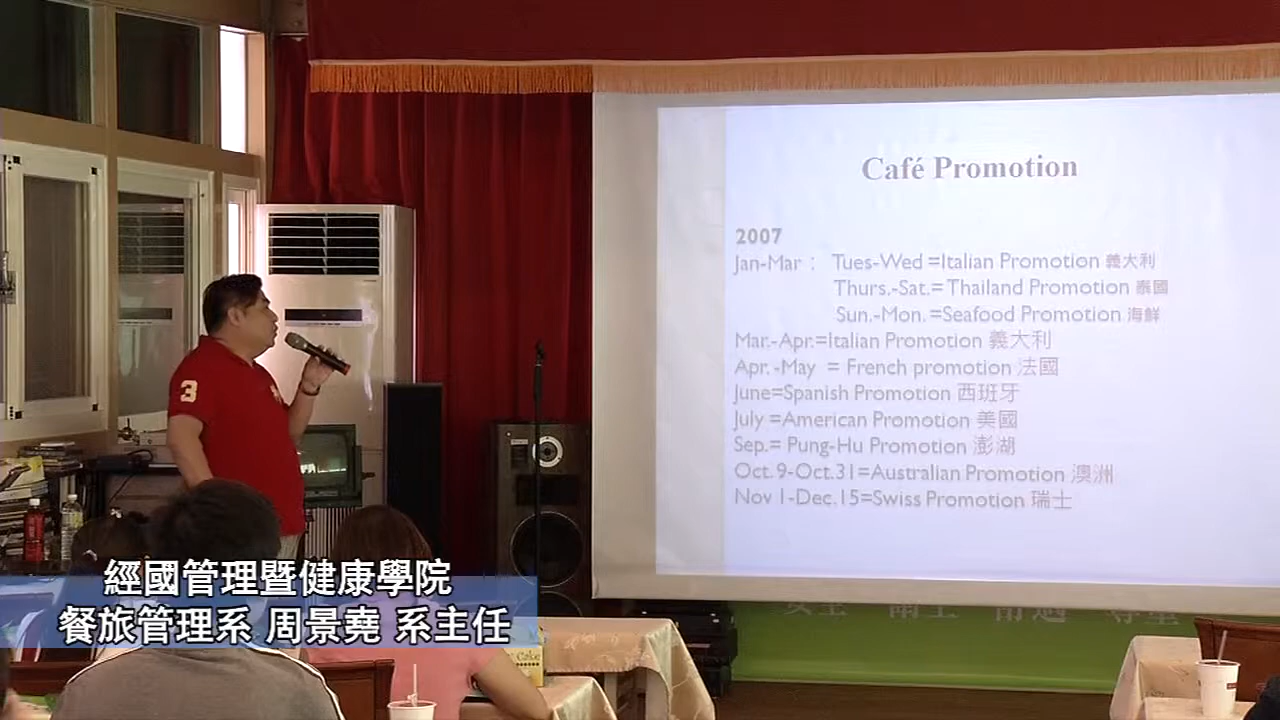 Café Promotion
2007
Jan-Mar : Tues-Wed =Italian Promotion 義大利
Thurs.-Sat.= Thailand Promotion 泰國
Sun.-Mon. =Seafood Promotion 海鮮
Mar.-Apr.=Italian Promotion 義大利
Apr.-May = French promotion 法國
June=Spanish Promotion 西班牙
July =American Promotion 美國
Sep.= Pung-Hu Promotion 澎湖
Oct.9-Oct.31=Australian Promotion 澳洲
Nov 1-Dec.15=Swiss Promotion 瑞士
3
經國管理暨健康學院
餐旅管理系 周景堯 系主任
Cake